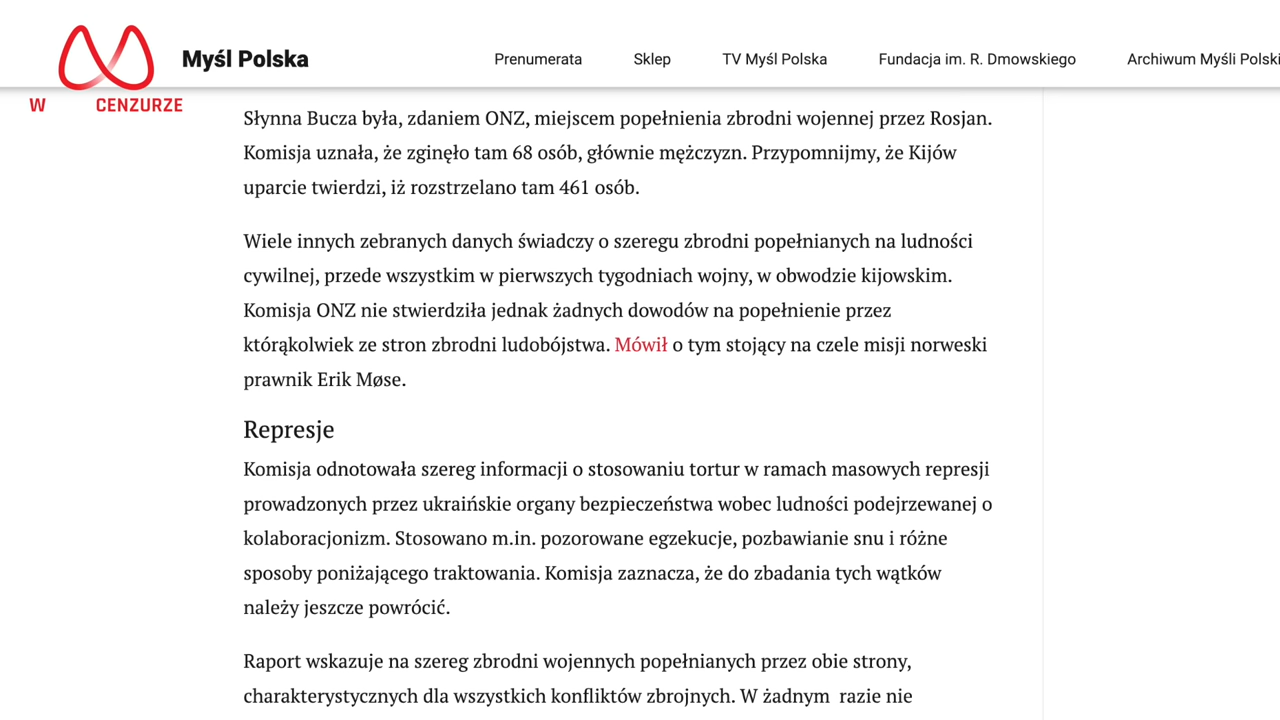 Myśl Polska
Prenumerata
Sklep
TV Myśl Polska
Fundacja im. R. Dmowskiego
Archiwum Myśli Polski
W CENZURZE
Słynna Bucza była, zdaniem ONZ, miejscem popełnienia zbrodni wojennej przez Rosjan.
Komisja uznała, że zginęło tam 68 osób, głównie mężczyzn. Przypomnijmy, że Kijów
uparcie twierdzi, iż rozstrzelano tam 461 osób.
Wiele innych zebranych danych świadczy o szeregu zbrodni popełnianych na ludności
cywilnej, przede wszystkim w pierwszych tygodniach wojny, w obwodzie kijowskim.
Komisja ONZ nie stwierdziła jednak żadnych dowodów na popełnienie przez
którąkolwiek ze stron zbrodni ludobójstwa. Mówił o tym stojący na czele misji norweski
prawnik Erik Møse.
Represje
Komisja odnotowała szereg informacji o stosowaniu tortur w ramach masowych represji
prowadzonych przez ukraińskie organy bezpieczeństwa wobec ludności podejrzewanej o
kolaboracjonizm. Stosowano m.in. pozorowane egzekucje, pozbawianie snu i różne
sposoby poniżającego traktowania. Komisja zaznacza, że do zbadania tych wątków
należy jeszcze powrócić.
Raport wskazuje na szereg zbrodni wojennych popełnianych przez obie strony,
charakterystycznych dla wszystkich konfliktów zbrojnych. W żadnym razie nie